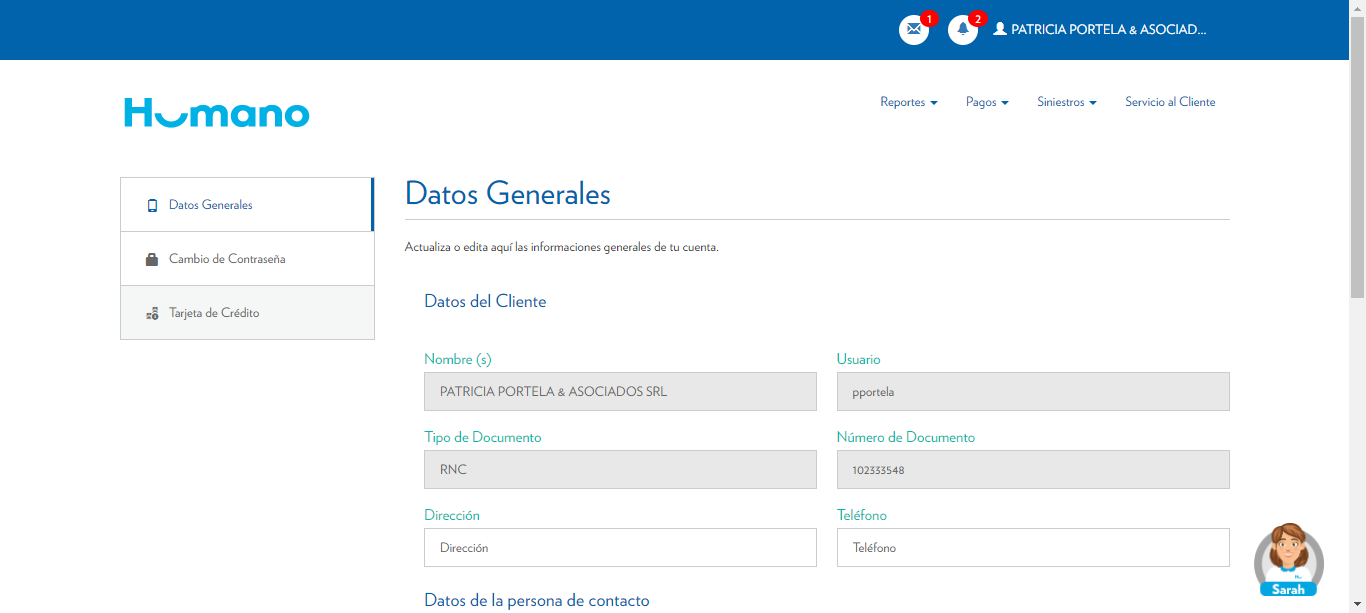 1
2
PATRICIA PORTELA & ASOCIAD...
Humano
Reportes
Pagos
Siniestros
Servicio al Cliente
Datos Generales
Cambio de Contraseña
Tarjeta de Crédito
Datos Generales
Actualiza o edita aquí las informaciones generales de tu cuenta.
Datos del Cliente
Nombre (s)
Usuario
PATRICIA PORTELA & ASOCIADOS SRL
pportela
Tipo de Documento
Número de Documento
RNC
102333548
Dirección
Teléfono
Dirección
Teléfono
Datos de la persona de contacto
Sarah